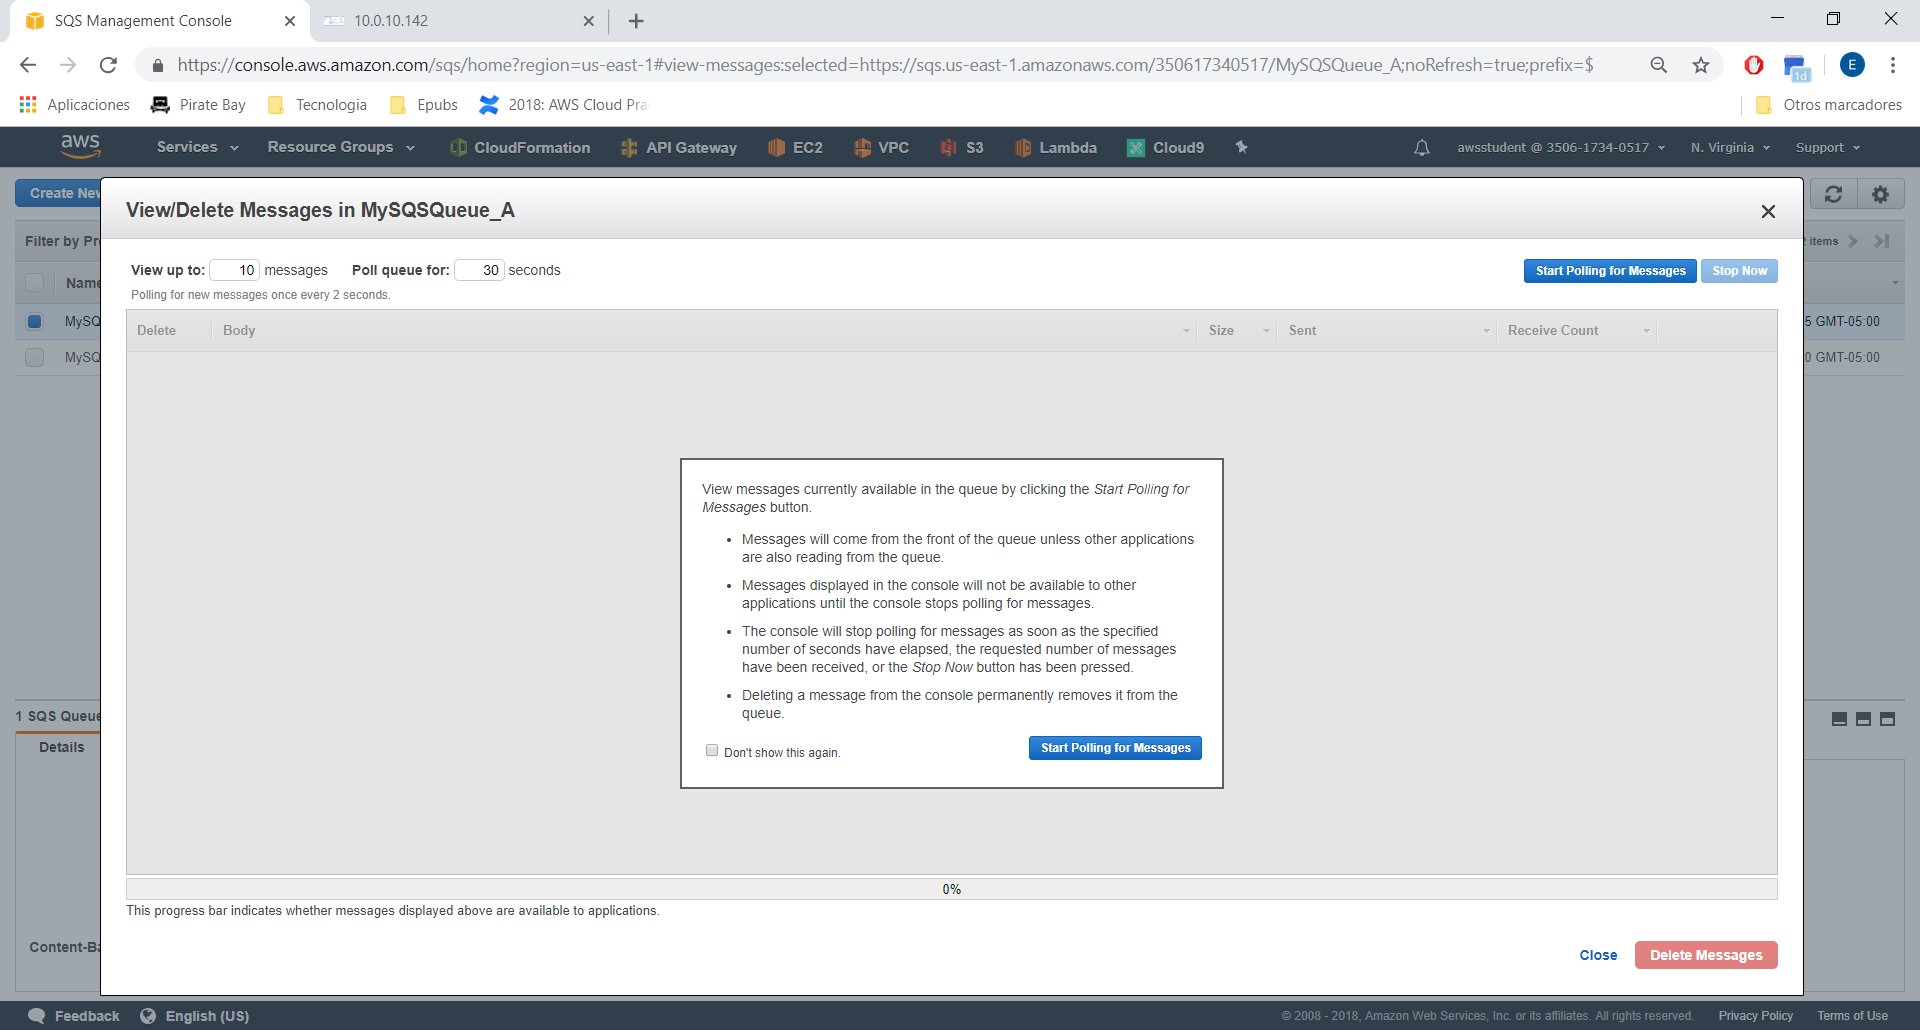 SQS Management Console
10.0.10.142
https://console.aws.amazon.com/sqs/home?region=us-east-1#view-messages:selected=https://sqs.us-east-1.amazonaws.com/350617340517/MySQSQueue_A;noRefresh=true;prefix=$
1d
E
Aplicaciones Pirate Bay Tecnologia Epubs 2018: AWS Cloud Pra Otros marcadores
aws Services Resource Groups CloudFormation API Gateway EC2 VPC S3 Lambda Cloud9 awsstudent @ 3506-1734-0517 N. Virginia Support
Create New
View/Delete Messages in MySQSQueue_A
Filter by Pr
items
View up to: 10 messages Poll queue for: 30 seconds Start Polling for Messages Stop Now
Polling for new messages once every 2 seconds.
Name
Delete Body Size Sent Receive Count
MySQ 5 GMT-05:00
MySQ 0 GMT-05:00
View messages currently available in the queue by clicking the Start Polling for
Messages button.
• Messages will come from the front of the queue unless other applications
are also reading from the queue.
• Messages displayed in the console will not be available to other
applications until the console stops polling for messages.
• The console will stop polling for messages as soon as the specified
number of seconds have elapsed, the requested number of messages
have been received, or the Stop Now button has been pressed.
• Deleting a message from the console permanently removes it from the
queue.
Don't show this again. Start Polling for Messages
1 SQS Queue
Details
0%
This progress bar indicates whether messages displayed above are available to applications.
Content-Ba
Close Delete Messages
Feedback English (US) © 2008 - 2018, Amazon Web Services, Inc. or its affiliates. All rights reserved. Privacy Policy Terms of Use